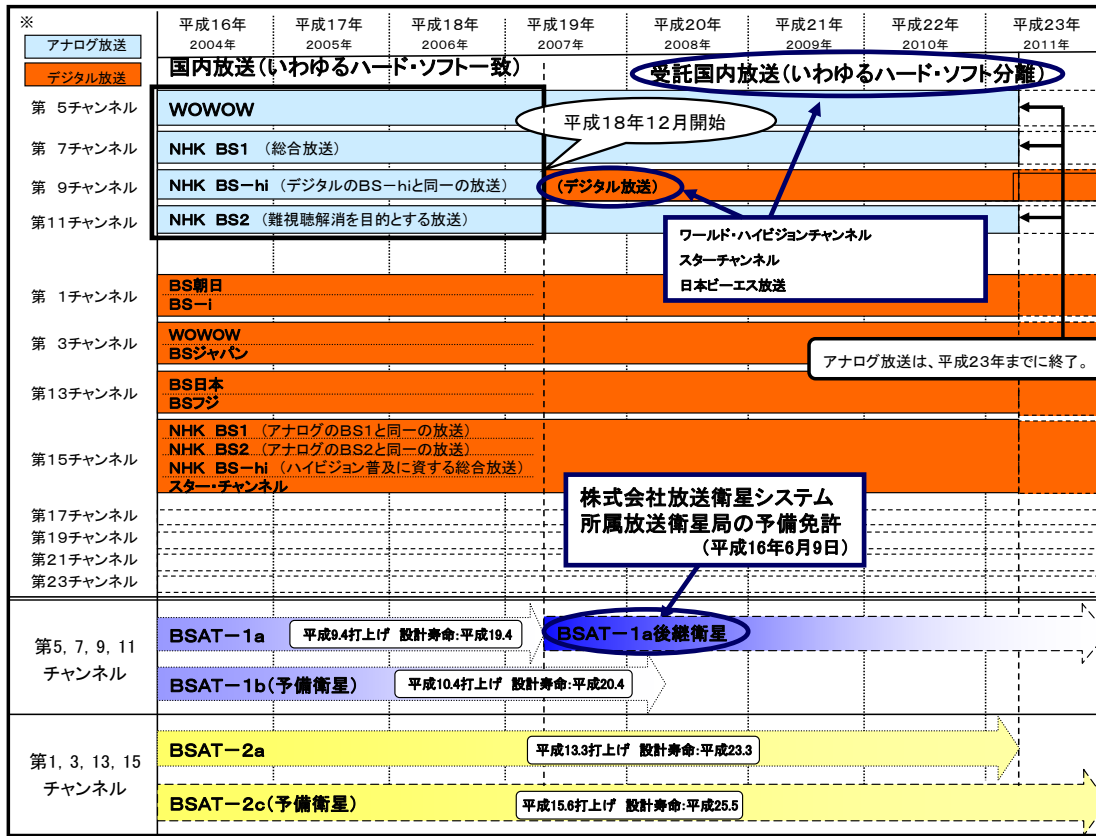 ※
アナログ放送
デジタル放送
平成16年 平成17年 平成18年 平成19年 平成20年 平成21年 平成22年 平成23年
2004年 2005年 2006年 2007年 2008年 2009年 2010年 2011年
国内放送(いわゆるハード・ソフト一致)
受託国内放送(いわゆるハード・ソフト分離)
第 5チャンネル
WOWOW
平成18年12月開始
第 7チャンネル
NHK BS1 (総合放送)
第 9チャンネル
NHK BS-hi (デジタルのBS-hiと同一の放送)
(デジタル放送)
第11チャンネル
NHK BS2 (難視聴解消を目的とする放送)
ワールド・ハイビジョンチャンネル
スターチャンネル
日本ビーエス放送
第 1チャンネル
BS朝日
BS-i
第 3チャンネル
WOWOW
BSジャパン
アナログ放送は、平成23年までに終了。
第13チャンネル
BS日本
BSフジ
第15チャンネル
NHK BS1 (アナログのBS1と同一の放送)
NHK BS2 (アナログのBS2と同一の放送)
NHK BS-hi (ハイビジョン普及に資する総合放送)
スター・チャンネル
第17チャンネル
第19チャンネル
第21チャンネル
第23チャンネル
株式会社放送衛星システム
所属放送衛星局の予備免許
(平成16年6月9日)
第5, 7, 9, 11
チャンネル
BSAT-1a
平成9.4打上げ 設計寿命:平成19.4
BSAT-1a後継衛星
BSAT-1b(予備衛星)
平成10.4打上げ 設計寿命:平成20.4
第1, 3, 13, 15
チャンネル
BSAT-2a
平成13.3打上げ 設計寿命:平成23.3
BSAT-2c(予備衛星)
平成15.6打上げ 設計寿命:平成25.5